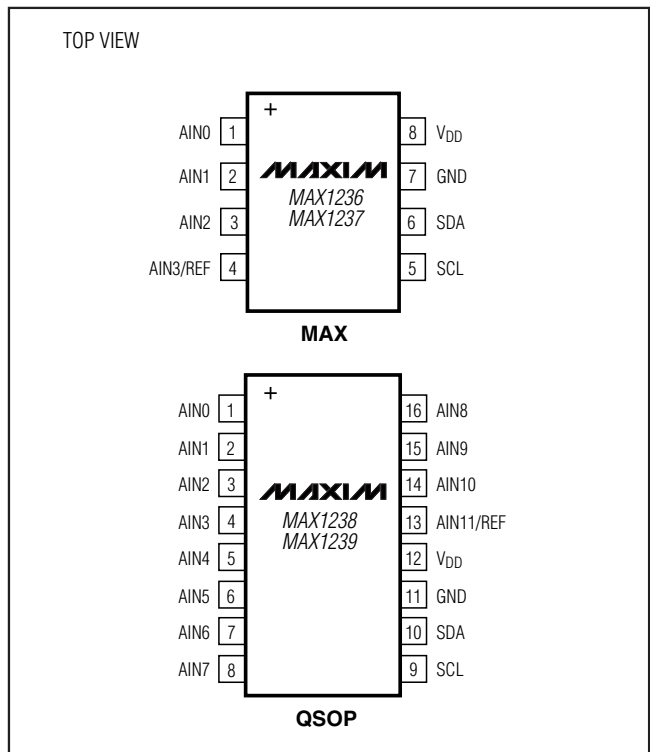 TOP VIEW
+
AIN0 1 8 VDD
AIN1 2 MAXIM 7 GND
MAX1236
MAX1237
AIN2 3 6 SDA
AIN3/REF 4 5 SCL
MAX
+
AIN0 1 16 AIN8
AIN1 2 15 AIN9
AIN2 3 MAXIM 14 AIN10
AIN3 4 MAX1238 13 AIN11/REF
MAX1239
AIN4 5 12 VDD
AIN5 6 11 GND
AIN6 7 10 SDA
AIN7 8 9 SCL
QSOP